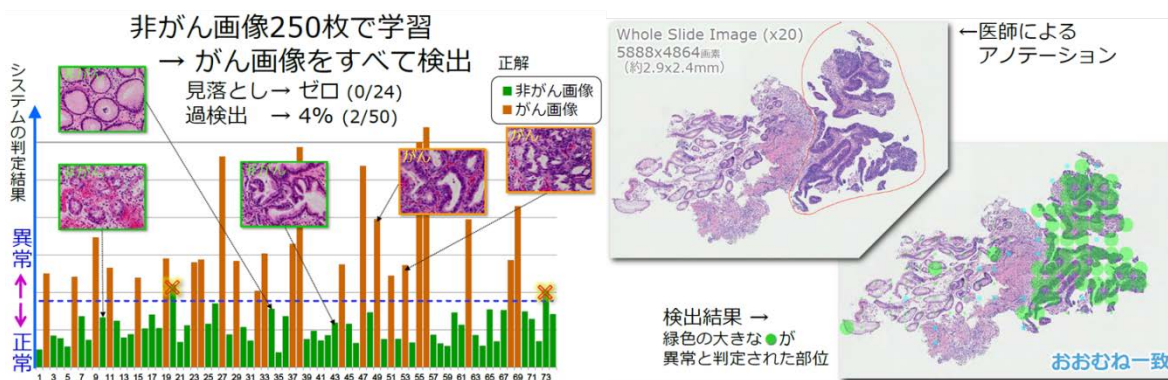 非がん画像250枚で学習
→ がん画像をすべて検出
見落とし→ ゼロ (0/24)
過検出 → 4% (2/50)
正解
非がん画像
がん画像
システムの判定結果
異常
正常
非がん
非がん
がん
がん
1 3 5 7 9 11 13 15 17 19 21 23 25 27 29 31 33 35 37 39 41 43 45 47 49 51 53 55 57 59 61 63 65 67 69 71 73
Whole Slide Image (x20)
5888x4864画素
(約2.9x2.4mm)
←医師による
アノテーション
検出結果 →
緑色の大きな●が
異常と判定された部位
おおむね一致